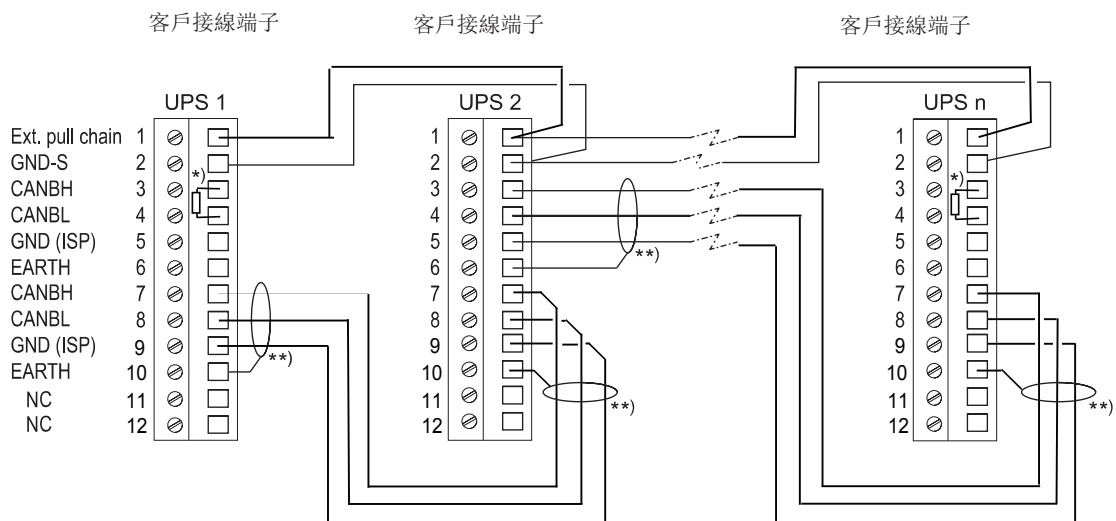 客戶接線端子 客戶接線端子 客戶接線端子
UPS 1 UPS 2 UPS n
Ext. pull chain 1 1 1
GND-S 2 2 2
*) *)
CANBH 3 3 3
CANBL 4 4 4
GND (ISP) 5 5 5
**)
EARTH 6 6 6
CANBH 7 7 7
CANBL 8 8 8
GND (ISP) 9 9 9
**)
EARTH 10 10 10
NC 11 11 11
**) **)
NC 12 12 12